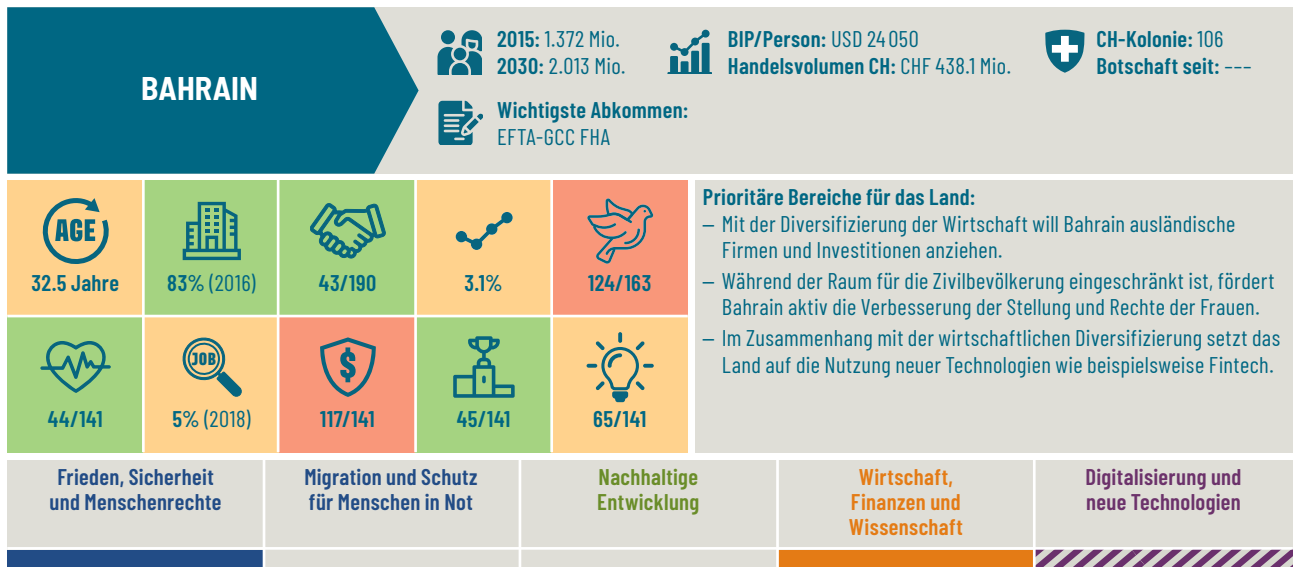 BAHRAIN
2015: 1.372 Mio.
2030: 2.013 Mio.
BIP/Person: USD 24 050
Handelsvolumen CH: CHF 438.1 Mio.
CH-Kolonie: 106
Botschaft seit: –––
Wichtigste Abkommen:
EFTA-GCC FHA
AGE
32.5 Jahre
83% (2016)
43/190
3.1%
124/163
JOB
$
44/141
5% (2018)
117/141
45/141
65/141
Prioritäre Bereiche für das Land:
– Mit der Diversifizierung der Wirtschaft will Bahrain ausländische
Firmen und Investitionen anziehen.
– Während der Raum für die Zivilbevölkerung eingeschränkt ist, fördert
Bahrain aktiv die Verbesserung der Stellung und Rechte der Frauen.
– Im Zusammenhang mit der wirtschaftlichen Diversifizierung setzt das
Land auf die Nutzung neuer Technologien wie beispielsweise Fintech.
Frieden, Sicherheit
und Menschenrechte
Migration und Schutz
für Menschen in Not
Nachhaltige
Entwicklung
Wirtschaft,
Finanzen und
Wissenschaft
Digitalisierung und
neue Technologien